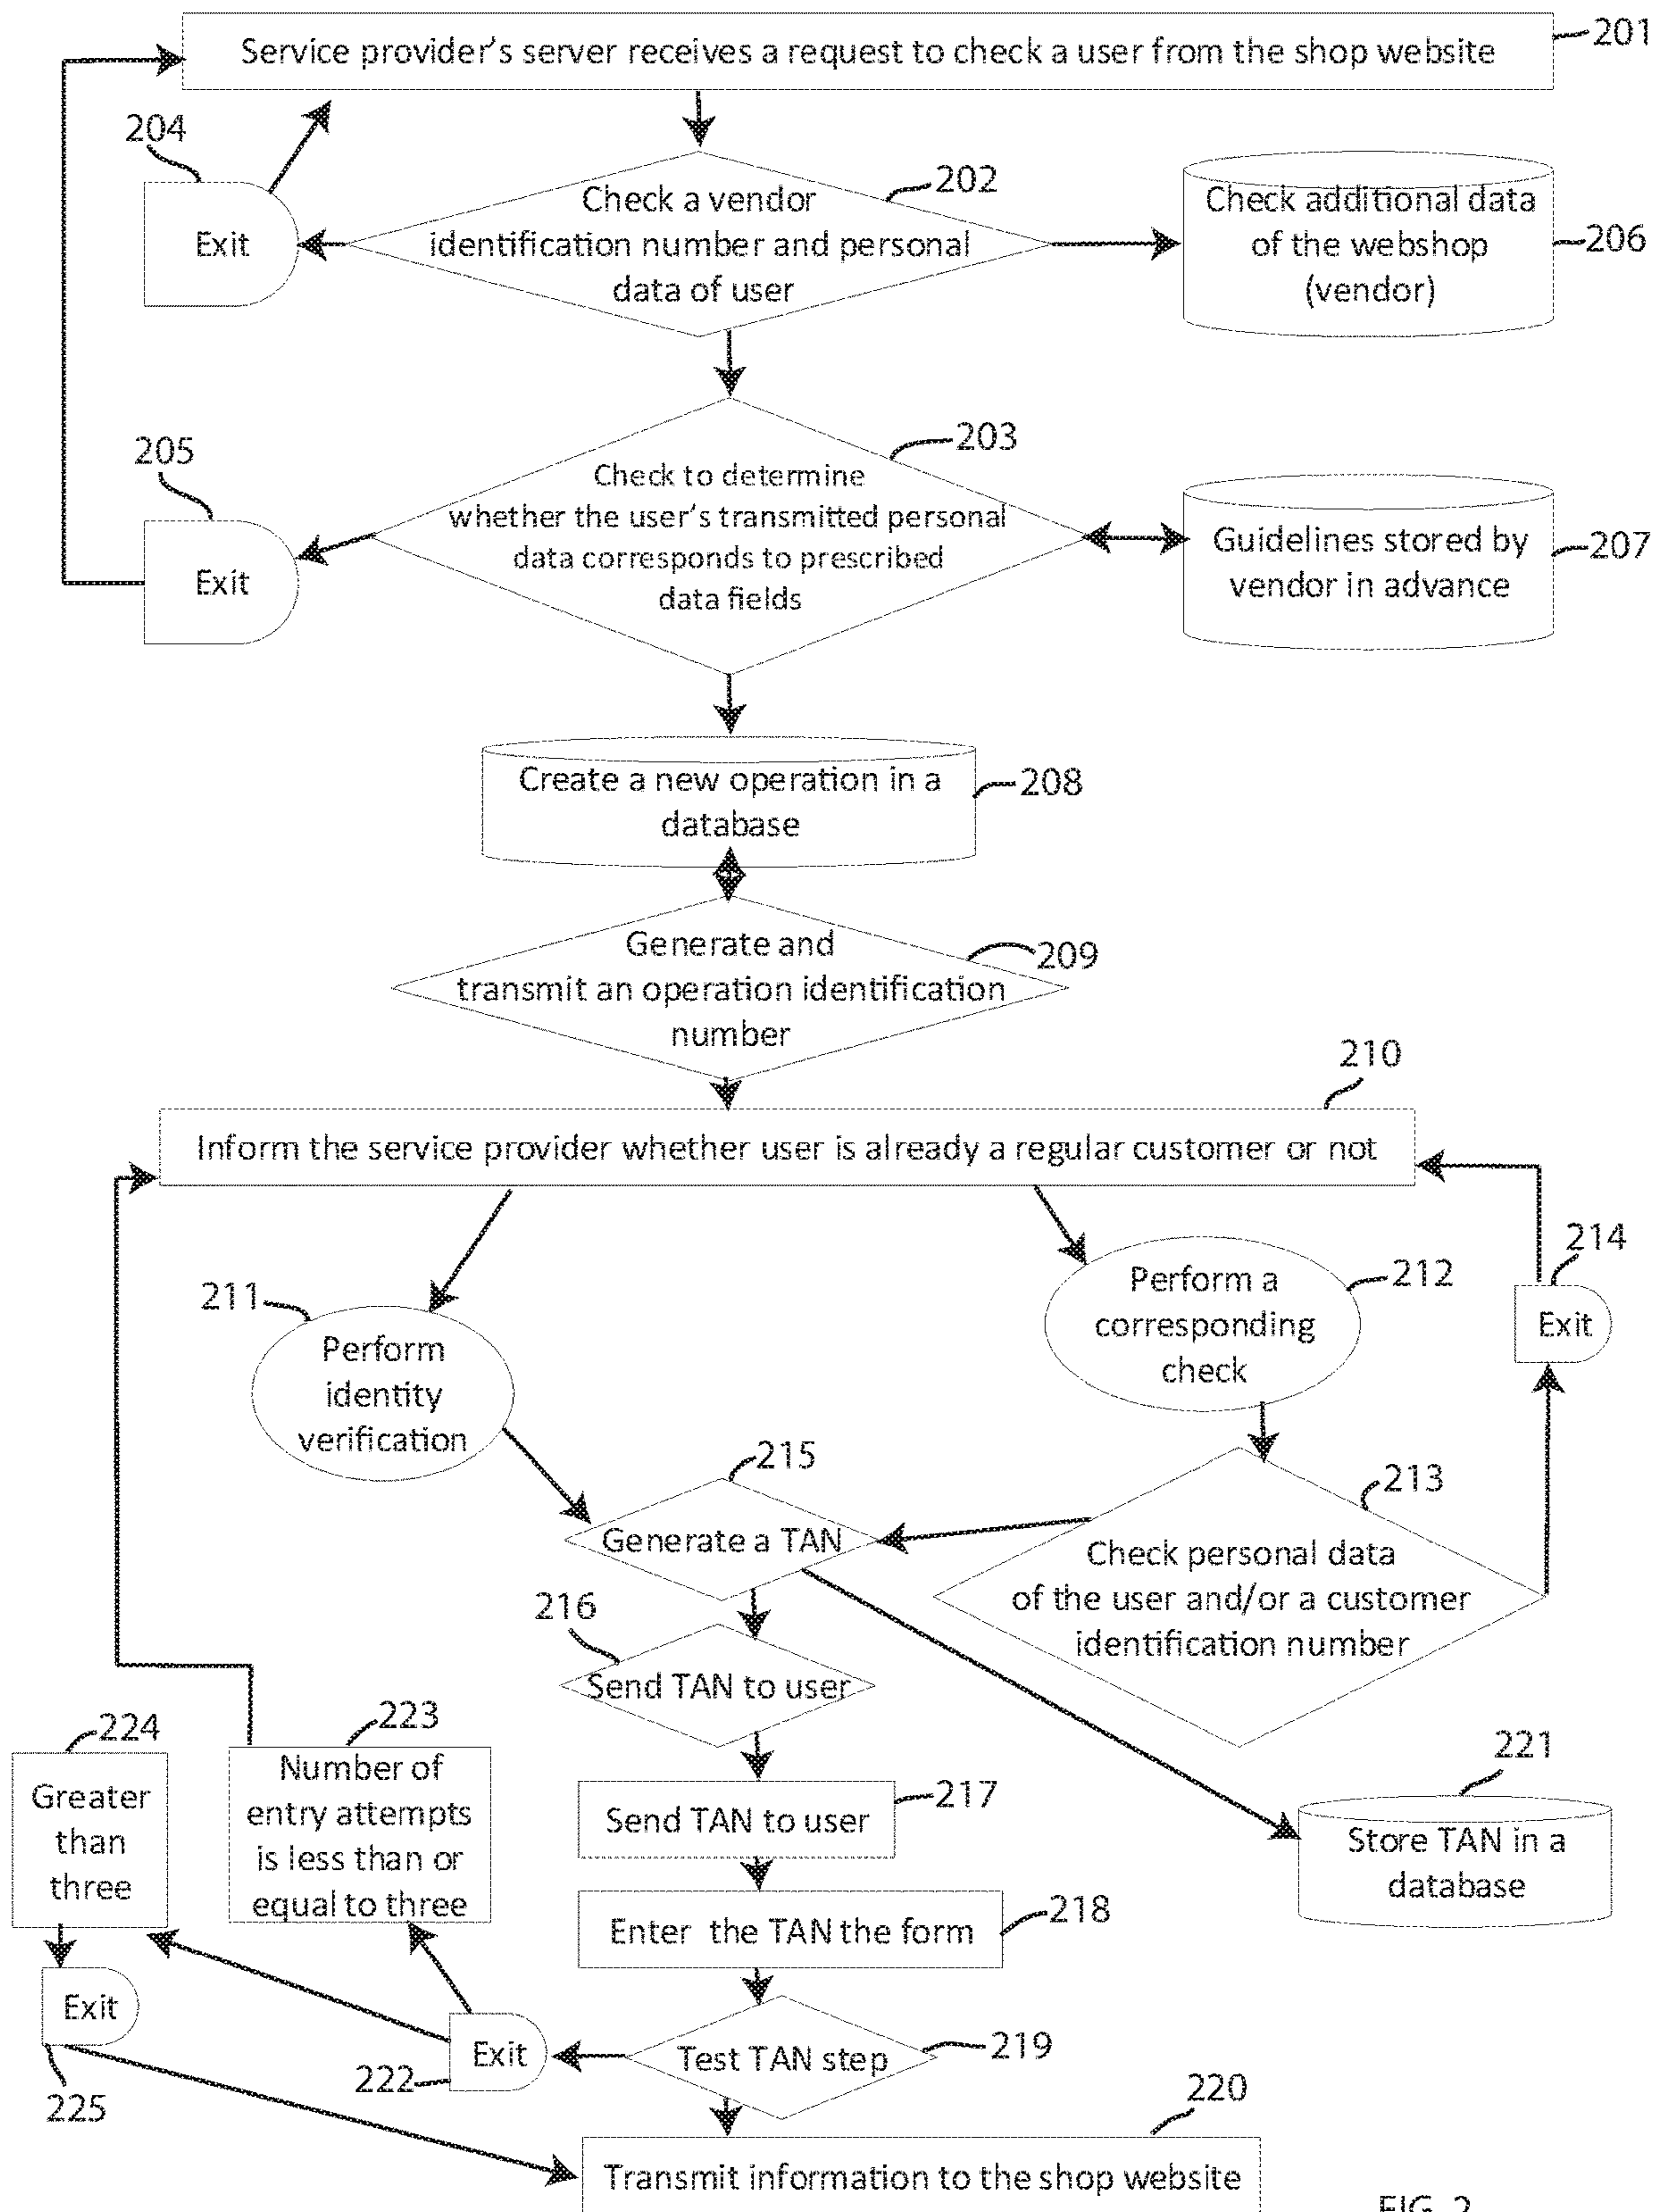 Service provider's server receives a request to check a user from the shop website
201
204
Exit
Check a vendor
identification number and personal
data of user
202
Check additional data
of the webshop
(vendor)
206
205
Exit
Check to determine
whether the user's transmitted personal
data corresponds to prescribed
data fields
203
Guidelines stored by
vendor in advance
207
Create a new operation in a
database
208
Generate and
transmit an operation identification
number
209
210
Inform the service provider whether user is already a regular customer or not
211
Perform
identity
verification
Perform a
corresponding
check
212
214
Exit
215
Generate a TAN
213
Check personal data
of the user and/or a customer
identification number
216
Send TAN to user
224
Greater
than
three
223
Number of
entry attempts
is less than or
equal to three
Send TAN to user
217
221
Store TAN in a
database
Enter the TAN the form
218
Exit
225
Exit
222
Test TAN step
219
220
Transmit information to the shop website
FIG. 2